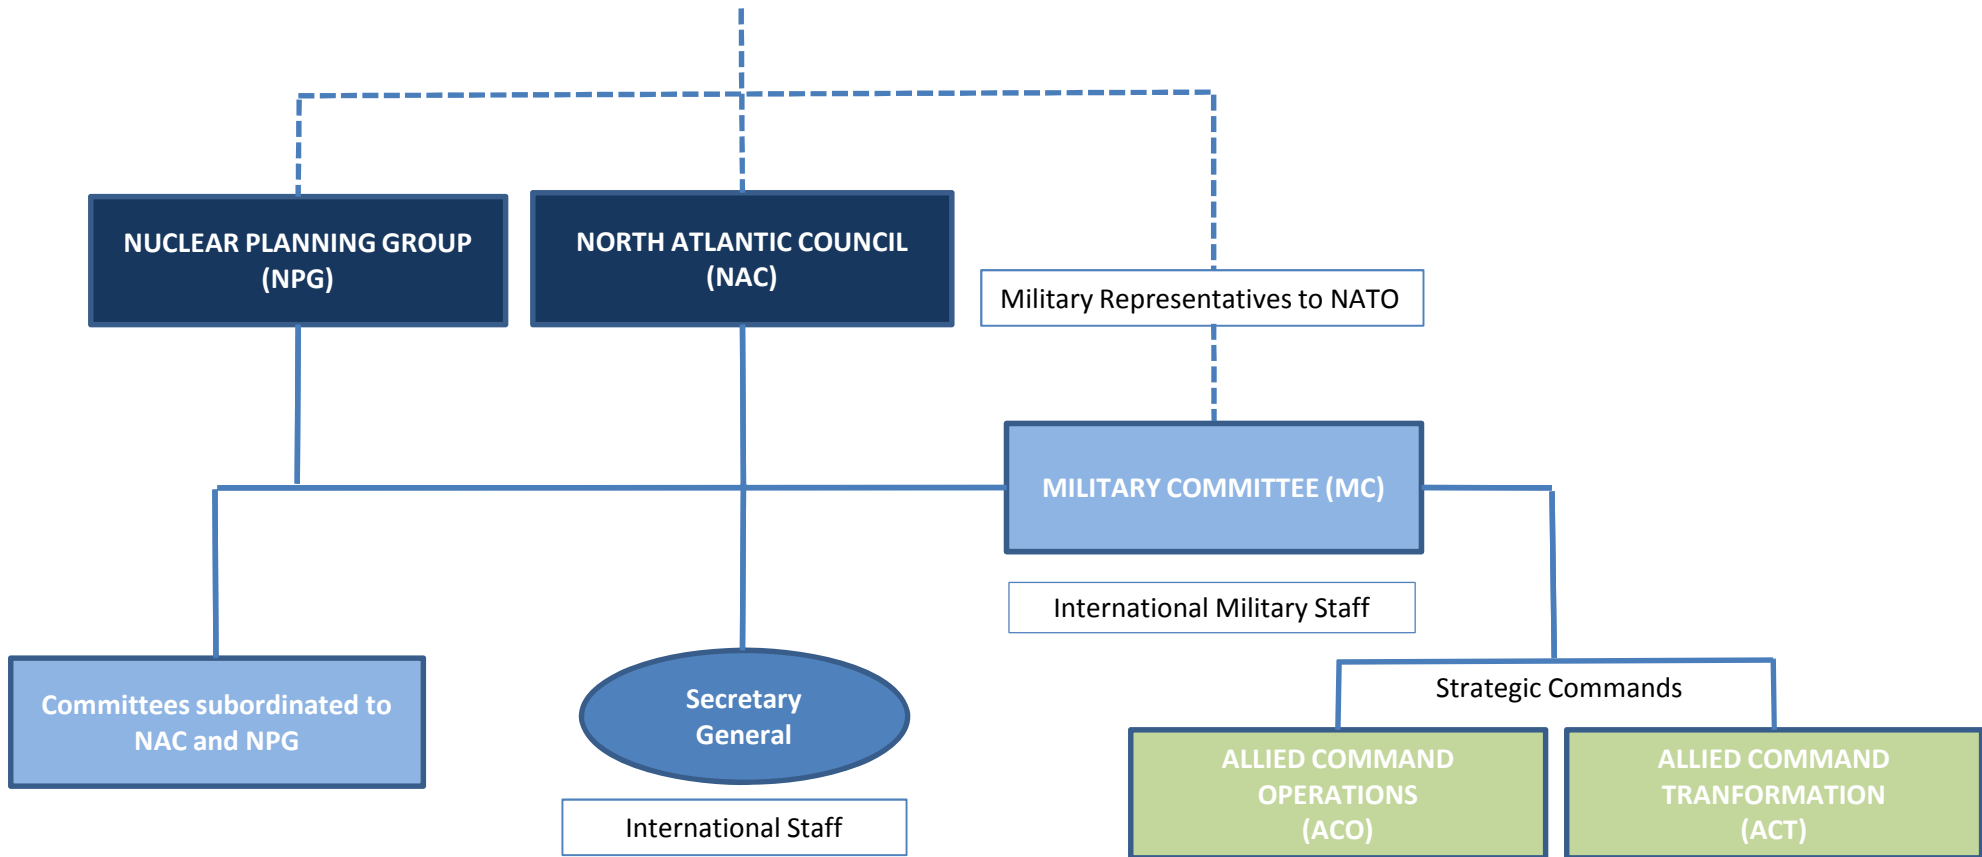 NUCLEAR PLANNING GROUP
(NPG)
NORTH ATLANTIC COUNCIL
(NAC)
Military Representatives to NATO
MILITARY COMMITTEE (MC)
International Military Staff
Committees subordinated to
NAC and NPG
Secretary
General
International Staff
Strategic Commands
ALLIED COMMAND
OPERATIONS
(ACO)
ALLIED COMMAND
TRANFORMATION
(ACT)